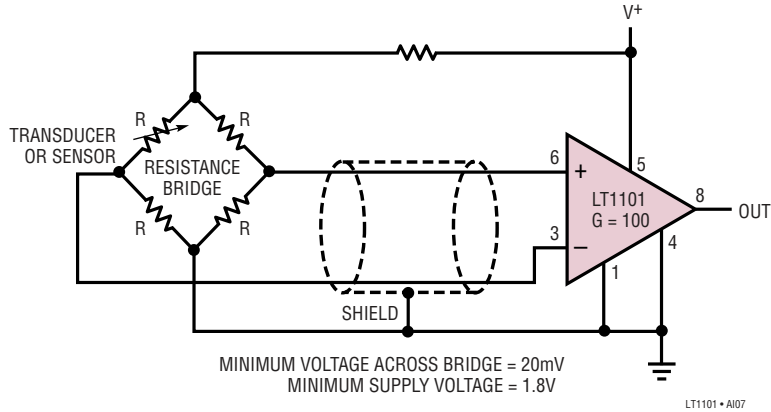 V+
R
R
TRANSDUCER
OR SENSOR
RESISTANCE
BRIDGE
R
R
6
+
5
LT1101
G = 100
8
OUT
3
–
4
1
SHIELD
MINIMUM VOLTAGE ACROSS BRIDGE = 20mV
MINIMUM SUPPLY VOLTAGE = 1.8V
LT1101 • AI07